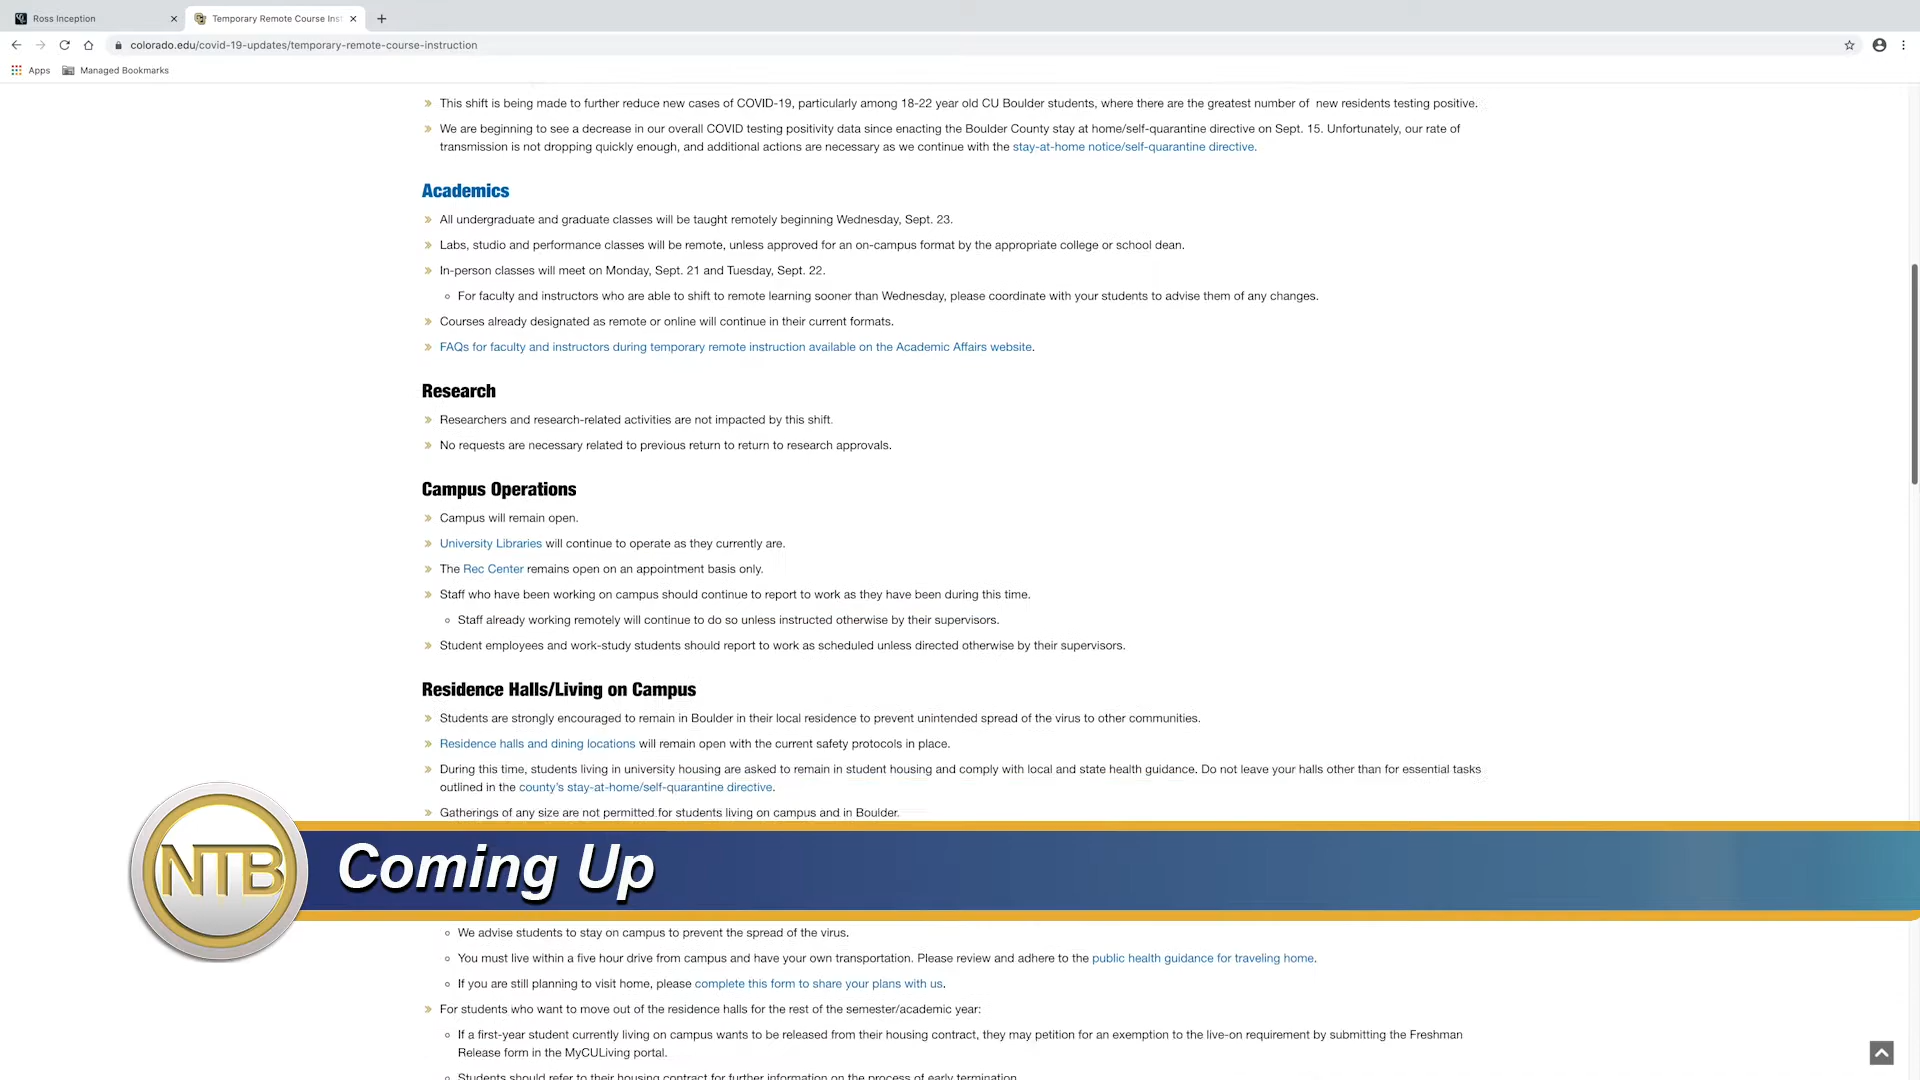 Ross Inception
Temporary Remote Course Ins
colorado.edu/covid-19-updates/temporary-remote-course-instruction
Apps
Managed Bookmarks
This shift is being made to further reduce new cases of COVID-19, particularly among 18-22 year old CU Boulder students, where there are the greatest number of new residents testing positive.
We are beginning to see a decrease in our overall COVID testing positivity data since enacting the Boulder County stay at home/self-quarantine directive on Sept. 15. Unfortunately, our rate of
transmission is not dropping quickly enough, and additional actions are necessary as we continue with the stay-at-home notice/self-quarantine directive.
Academics
All undergraduate and graduate classes will be taught remotely beginning Wednesday, Sept. 23.
Labs, studio and performance classes will be remote, unless approved for an on-campus format by the appropriate college or school dean.
In-person classes will meet on Monday, Sept. 21 and Tuesday, Sept. 22.
For faculty and instructors who are able to shift to remote learning sooner than Wednesday, please coordinate with your students to advise them of any changes.
Courses already designated as remote or online will continue in their current formats.
FAQs for faculty and instructors during temporary remote instruction available on the Academic Affairs website.
Research
Researchers and research-related activities are not impacted by this shift.
No requests are necessary related to previous return to return to research approvals.
Campus Operations
Campus will remain open.
University Libraries will continue to operate as they currently are.
The Rec Center remains open on an appointment basis only.
Staff who have been working on campus should continue to report to work as they have been during this time.
Staff already working remotely will continue to do so unless instructed otherwise by their supervisors.
Student employees and work-study students should report to work as scheduled unless directed otherwise by their supervisors.
Residence Halls/Living on Campus
Students are strongly encouraged to remain in Boulder in their local residence to prevent unintended spread of the virus to other communities.
Residence halls and dining locations will remain open with the current safety protocols in place.
During this time, students living in university housing are asked to remain in student housing and comply with local and state health guidance. Do not leave your halls other than for essential tasks
outlined in the county's stay-at-home/self-quarantine directive.
Gatherings of any size are not permitted for students living on campus and in Boulder.
NTB
Coming Up
We advise students to stay on campus to prevent the spread of the virus.
You must live within a five hour drive from campus and have your own transportation. Please review and adhere to the public health guidance for traveling home.
If you are still planning to visit home, please complete this form to share your plans with us.
For students who want to move out of the residence halls for the rest of the semester/academic year:
If a first-year student currently living on campus wants to be released from their housing contract, they may petition for an exemption to the live-on requirement by submitting the Freshman
Release form in the MyCULiving portal.
Students should refer to their housing contract for further information on the process of early termination.